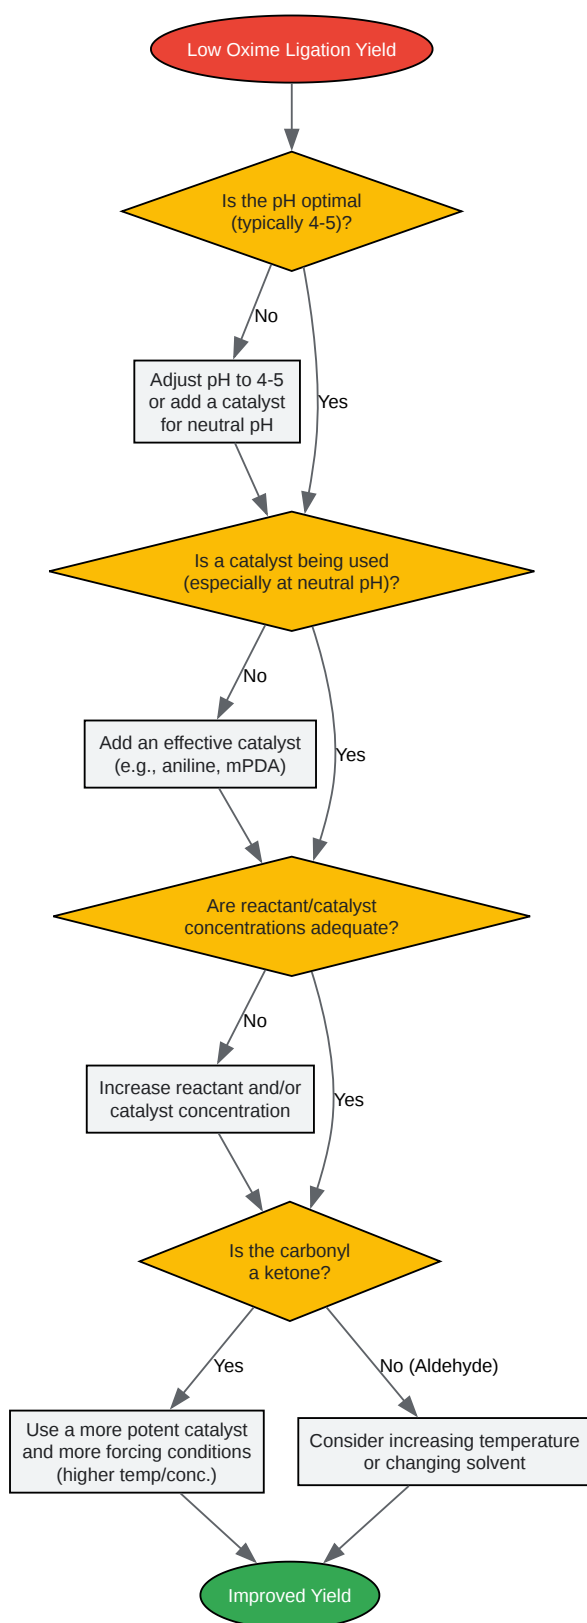 Low Oxime Ligation Yield
Is the pH optimal
(typically 4-5)?
No
Adjust pH to 4-5
or add a catalyst
for neutral pH
Yes
Is a catalyst being used
(especially at neutral pH)?
No
Add an effective catalyst
(e.g., aniline, mPDA)
Yes
Are reactant/catalyst
concentrations adequate?
No
Increase reactant and/or
catalyst concentration
Yes
Is the carbonyl
a ketone?
Yes
No (Aldehyde)
Use a more potent catalyst
and more forcing conditions
(higher temp/conc.)
Consider increasing temperature
or changing solvent
Improved Yield